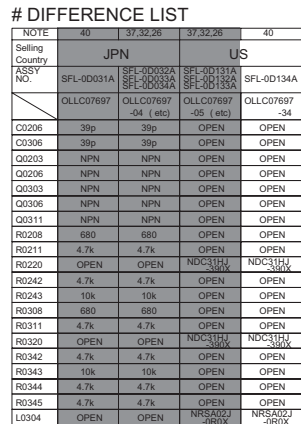 # DIFFERENCE LIST
NOTE 40 37,32,26 37,32,26 40
Selling Country JPN US
ASSY NO. SFL-0D031A SFL-0D032A SFL-0D033A SFL-0D034A SFL-0D131A SFL-0D132A SFL-0D133A SFL-0D134A
OLLC07697 OLLC07697 -04 ( etc) OLLC07697 -05 ( etc) OLLC07697 -34
C0206 39p 39p OPEN OPEN
C0306 39p 39p OPEN OPEN
Q0203 NPN NPN OPEN OPEN
Q0206 NPN NPN OPEN OPEN
Q0303 NPN NPN OPEN OPEN
Q0306 NPN NPN OPEN OPEN
Q0311 NPN NPN OPEN OPEN
R0208 680 680 OPEN OPEN
R0211 4.7k 4.7k OPEN OPEN
R0220 OPEN OPEN NDC31HJ -390X NDC31HJ -390X
R0242 4.7k 4.7k OPEN OPEN
R0243 10k 10k OPEN OPEN
R0308 680 680 OPEN OPEN
R0311 4.7k 4.7k OPEN OPEN
R0320 OPEN OPEN NDC31HJ -390X NDC31HJ -390X
R0342 4.7k 4.7k OPEN OPEN
R0343 10k 10k OPEN OPEN
R0344 4.7k 4.7k OPEN OPEN
R0345 4.7k 4.7k OPEN OPEN
L0304 OPEN OPEN NRSA02J -0R0X NRSA02J -0R0X